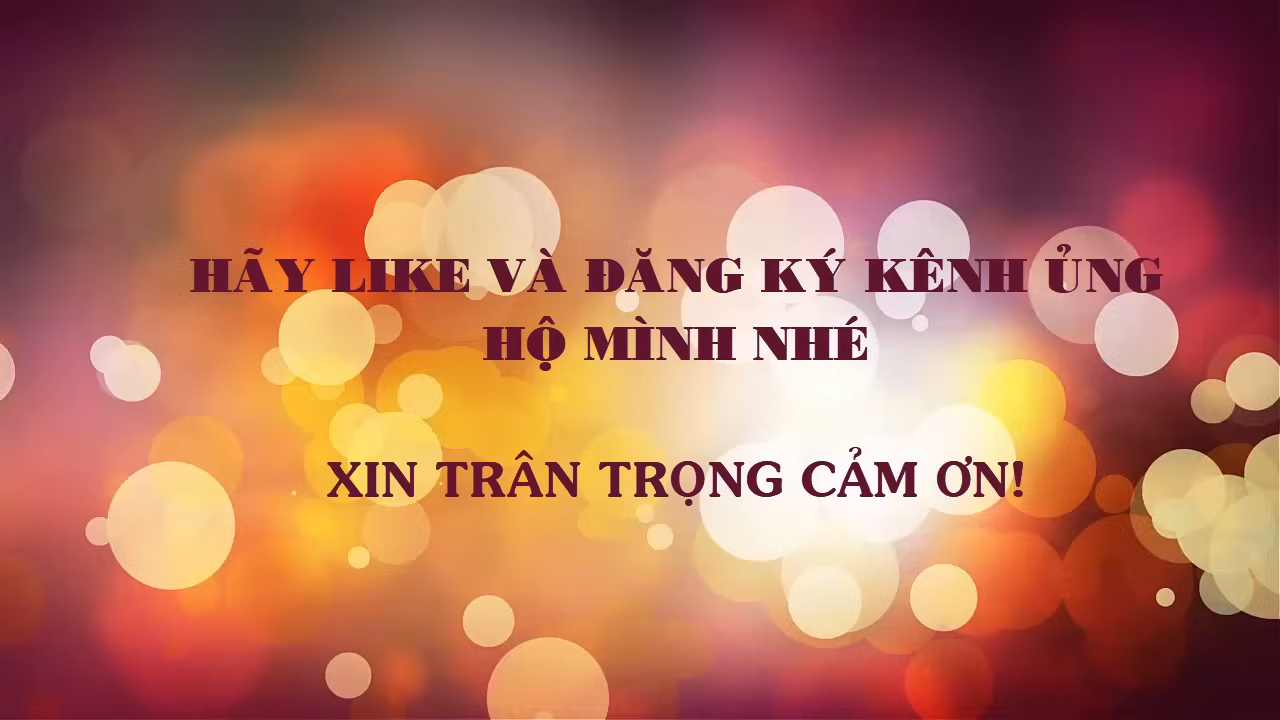 HÃY LIKE VÀ ĐĂNG KÝ KÊNH ỦNG
HỘ MÌNH NHÉ
XIN TRÂN TRỌNG CẢM ƠN!